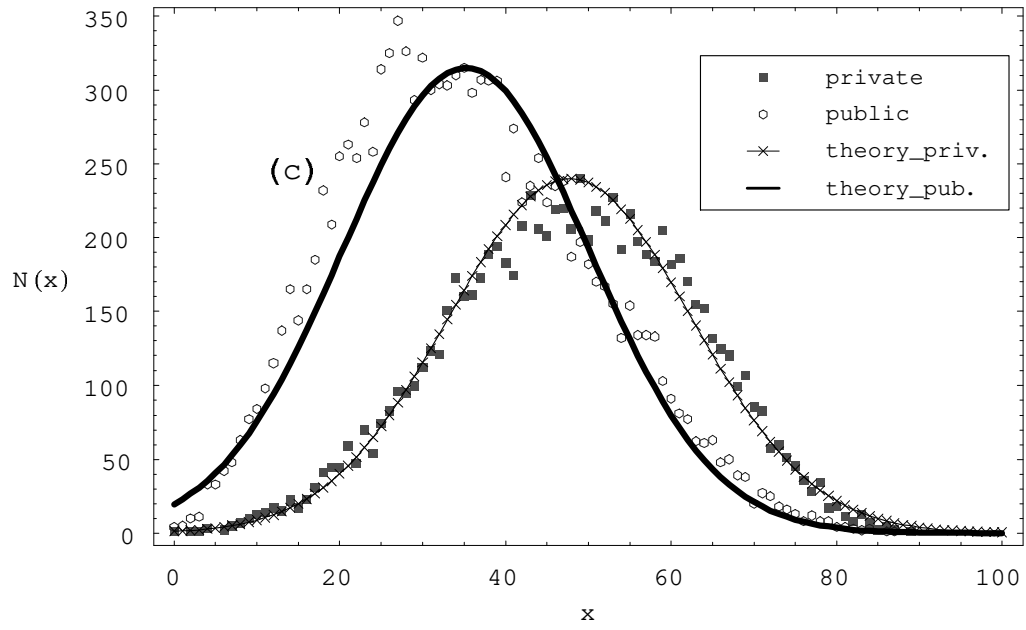 350
300
250
200
150
100
50
0
N(x)
(c)
private
public
theory_priv.
theory_pub.
0 20 40 60 80 100
x